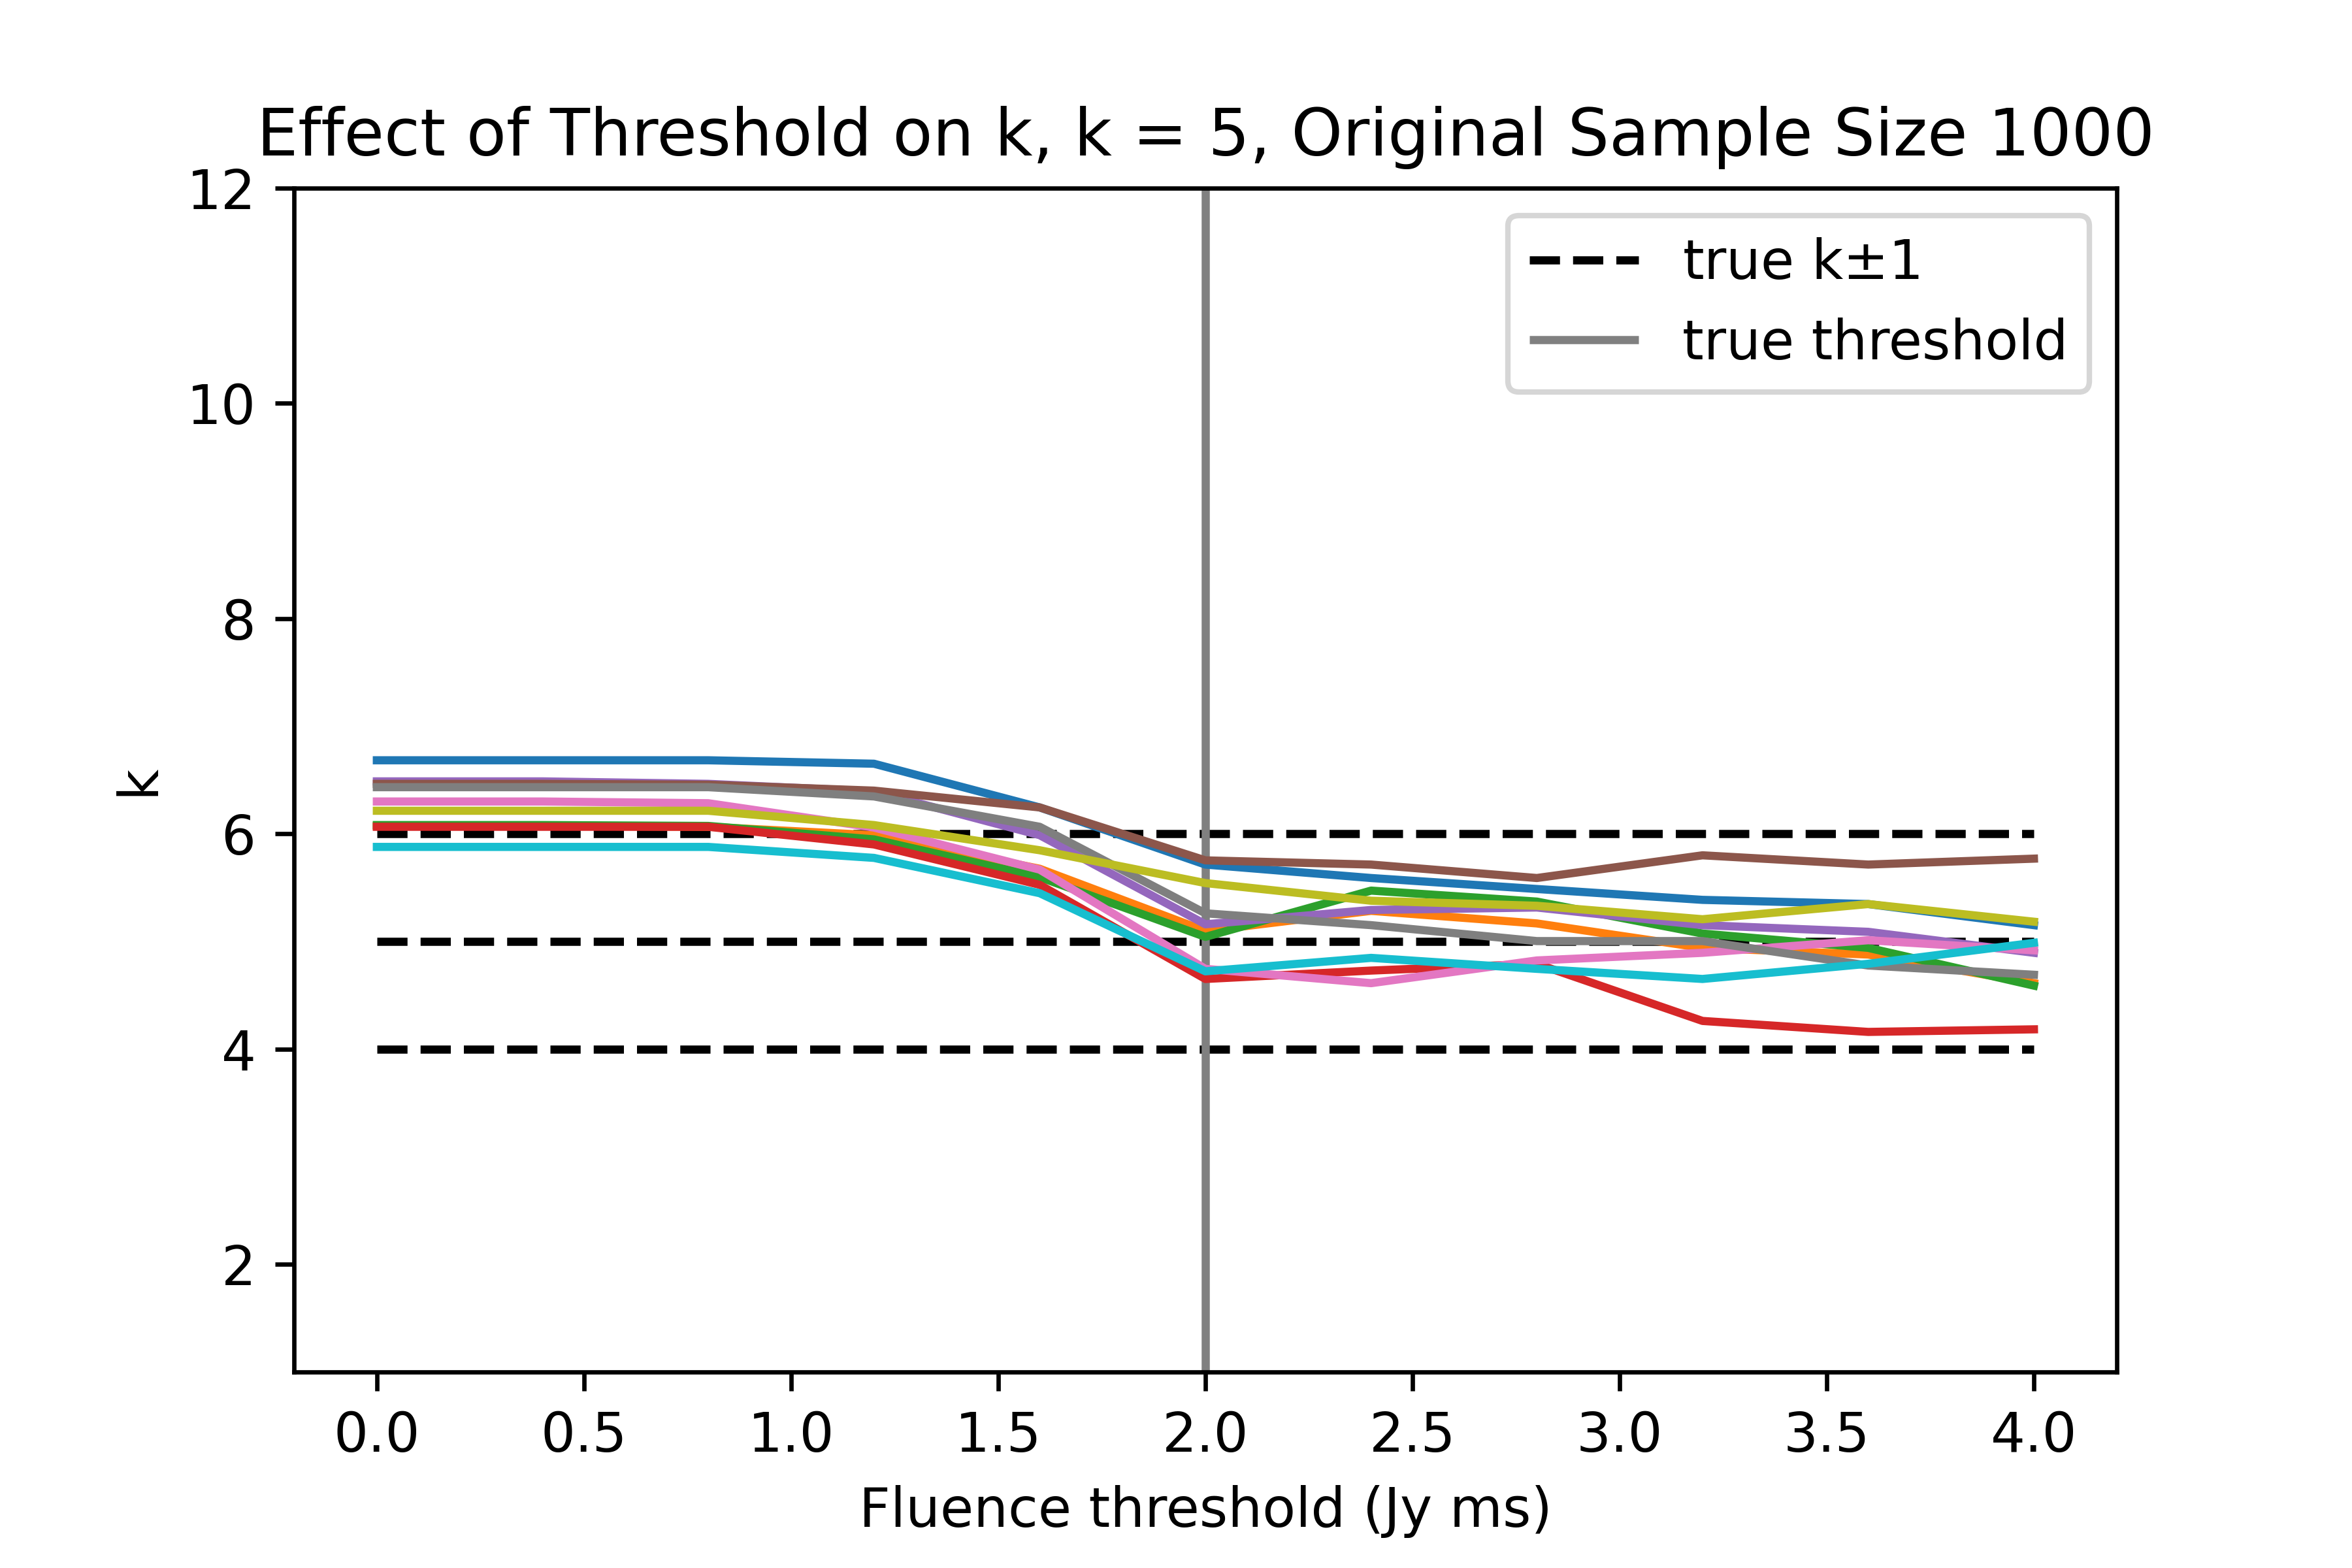 Effect of Threshold on k, k = 5, Original Sample Size 1000
12
10
8
6
4
2
k
true k±1
true threshold
0.0 0.5 1.0 1.5 2.0 2.5 3.0 3.5 4.0
Fluence threshold (Jy ms)